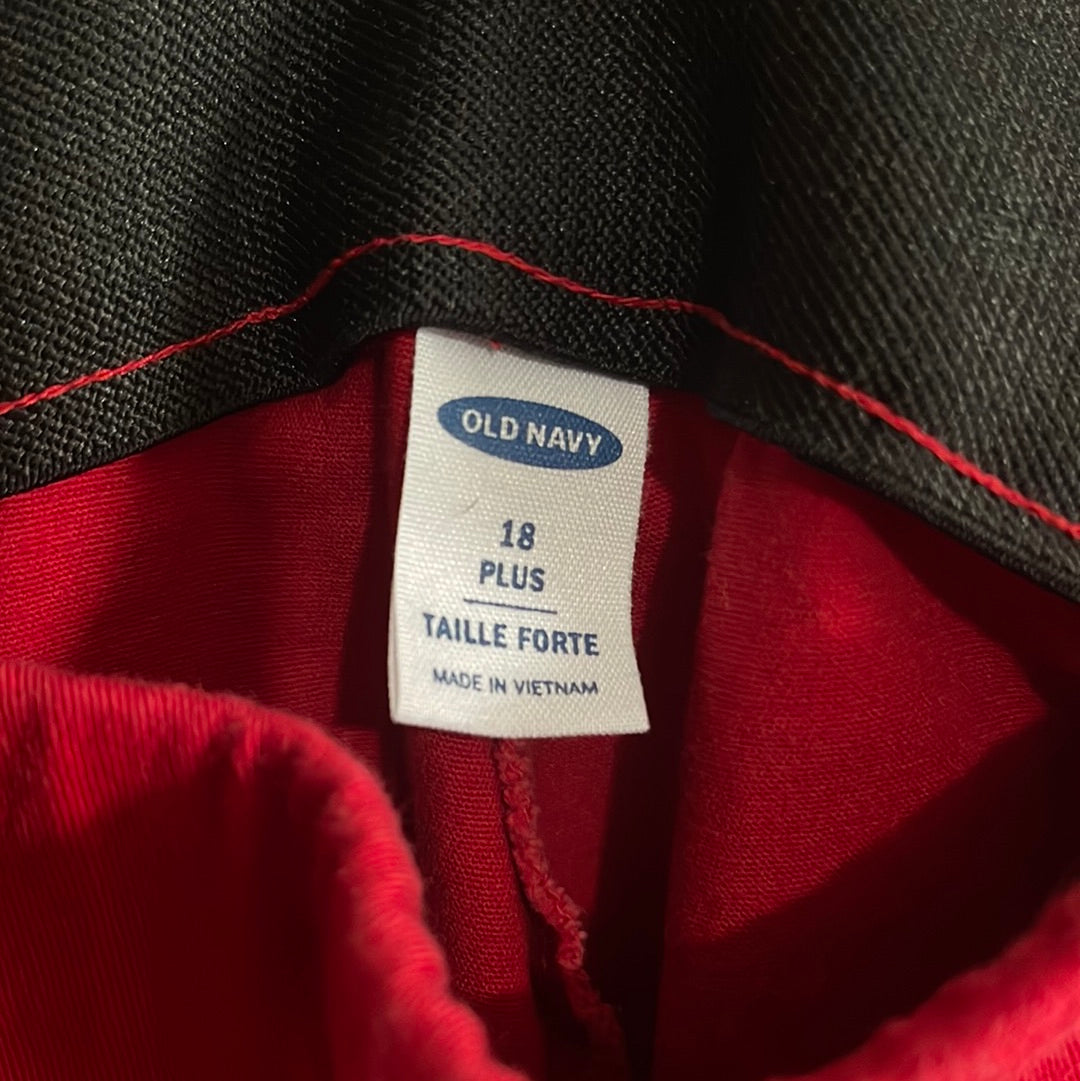 OLD NAVY
18
PLUS
TAILLE FORTE
MADE IN VIETNAM